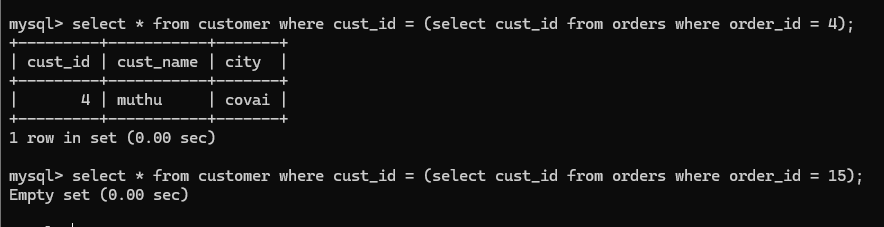 mysql> select * from customer where cust_id = (select cust_id from orders where order_id = 4);
+---------+-----------+-------+
| cust_id | cust_name | city  |
+---------+-----------+-------+
|       4 | muthu     | covai |
+---------+-----------+-------+
1 row in set (0.00 sec)

mysql> select * from customer where cust_id = (select cust_id from orders where order_id = 15);
Empty set (0.00 sec)